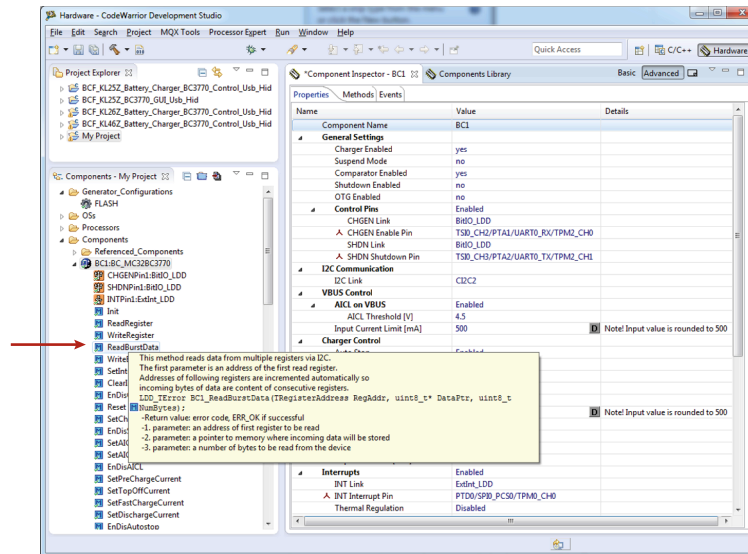 Hardware - CodeWarrior Development Studio
File Edit Search Project MQX Tools Processor Expert Run Window Help
Quick Access
C/C++
Hardware
Project Explorer
BCF_KL25Z_Battery_Charger_BC3770_Control_Usb_Hid
BCF_KL25Z_BC3770_GUI_Usb_Hid
BCF_KL26Z_Battery_Charger_BC3770_Control_Usb_Hid
BCF_KL46Z_Battery_Charger_BC3770_Control_Usb_Hid
My Project
Components - My Project
Generator_Configurations
FLASH
OSs
Processors
Components
Referenced_Components
BC1:BC_MC32BC3770
CHGENPin1:BitIO_LDD
SHDNPin1:BitIO_LDD
INTPin1:ExtInt_LDD
Init
ReadRegister
WriteRegister
ReadBurstData
This method reads data from multiple registers via I2C.
The first parameter is an address of the first read register.
Addresses of following registers are incremented automatically so
incoming bytes of data are content of consecutive registers.
LDD_TError BC1_ReadBurstData(TRegisterAddress RegAddr, uint8_t* DataPtr, uint8_t
NumBytes);
-Return value: error code, ERR_OK if successful
-1. parameter: an address of first register to be read
-2. parameter: a pointer to memory where incoming data will be stored
-3. parameter: a number of bytes to be read from the device
Reset
EnDisAICL
SetPreChargeCurrent
SetTopOffCurrent
SetFastChargeCurrent
SetDischargeCurrent
EnDisAutostop
*Component Inspector - BC1
Components Library
Basic Advanced
Properties Methods Events
Name Value Details
Component Name BC1
General Settings
Charger Enabled yes
Suspend Mode no
Comparator Enabled yes
Shutdown Enabled no
OTG Enabled no
Control Pins Enabled
CHGEN Link BitIO_LDD
CHGEN Enable Pin TSI0_CH2/PTA1/UART0_RX/TPM2_CH0
SHDN Link BitIO_LDD
SHDN Shutdown Pin TSI0_CH3/PTA2/UART0_TX/TPM2_CH1
I2C Communication
I2C Link CI2C2
VBUS Control
AICL on VBUS Enabled
AICL Threshold [V] 4.5
Input Current Limit [mA] 500 D Note! Input value is rounded to 500
Charger Control
D Note! Input value is rounded to 500
Interrupts Enabled
INT Link ExtInt_LDD
INT Interrupt Pin PTD0/SPI0_PCS0/TPM0_CH0
Thermal Regulation Disabled